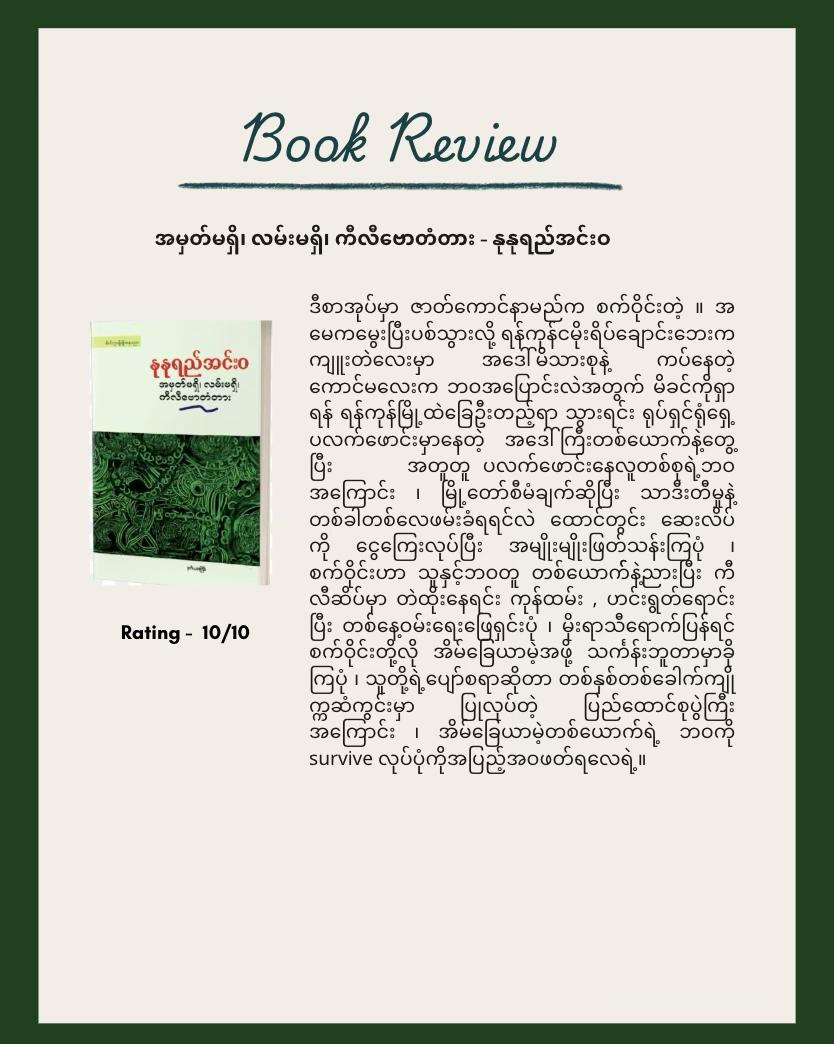 Book Review
အမှတ်မရှိ၊ လမ်းမရှိ၊ ကီလီဗောတံတား - နုနုရည်အင်းဝ
ဒီစာအုပ်မှာ ဇာတ်ကောင်နာမည်က စက်ဝိုင်းတဲ့ ။ အ
မေကမွေးပြီးပစ်သွားလို့ ရန်ကုန်ငမိုးရိပ်ချောင်းဘေးက
ကျူးတဲလေးမှာ အဒေါ်မိသားစုနဲ့ ကပ်နေတဲ့
ကောင်မလေးက ဘဝအပြောင်းလဲအတွက် မိခင်ကိုရှာ
ရန် ရန်ကုန်မြို့ထဲခြေဦးတည့်ရာ သွားရင်း ရုပ်ရှင်ရုံရှေ့
ပလက်ဖောင်းမှာနေတဲ့ အဒေါ်ကြီးတစ်ယောက်နဲ့တွေ့
ပြီး အတူတူ ပလက်ဖောင်းနေလူတစ်စုရဲ့ဘဝ
အကြောင်း ၊ မြို့တော်စီမံချက်ဆိုပြီး သာဒီးတီမှုနဲ့
တစ်ခါတစ်လေဖမ်းခံရရင်လဲ ထောင်တွင်း ဆေးလိပ်
ကို ငွေကြေးလုပ်ပြီး အမျိုးမျိုးဖြတ်သန်းကြပုံ ၊
စက်ဝိုင်းဟာ သူနှင့်ဘဝတူ တစ်ယောက်နဲ့ညားပြီး ကီ
လီဆိပ်မှာ တဲထိုးနေရင်း ကုန်ထမ်း , ဟင်းရွတ်ရောင်း
ပြီး တစ်နေ့ဝမ်းရေးဖြေရှင်းပုံ ၊ မိုးရာသီရောက်ပြန်ရင်
စက်ဝိုင်းတို့လို အိမ်ခြေယာမဲ့အဖို့ သင်္ကန်းဘူတာမှာခို
ကြပုံ ၊ သူတို့ရဲ့ပျော်စရာဆိုတာ တစ်နှစ်တစ်ခေါက်ကျို
က္ကဆံကွင်းမှာ ပြုလုပ်တဲ့ ပြည်ထောင်စုပွဲကြီး
အကြောင်း ၊ အိမ်ခြေယာမဲ့တစ်ယောက်ရဲ့ ဘဝကို
survive လုပ်ပုံကိုအပြည့်အဝဖတ်ရလေရဲ့။
နုနုရည်အင်းဝ
အမှတ်မရှိ၊ လမ်းမရှိ၊
ကီလီဗောတံတား
Rating - 10/10